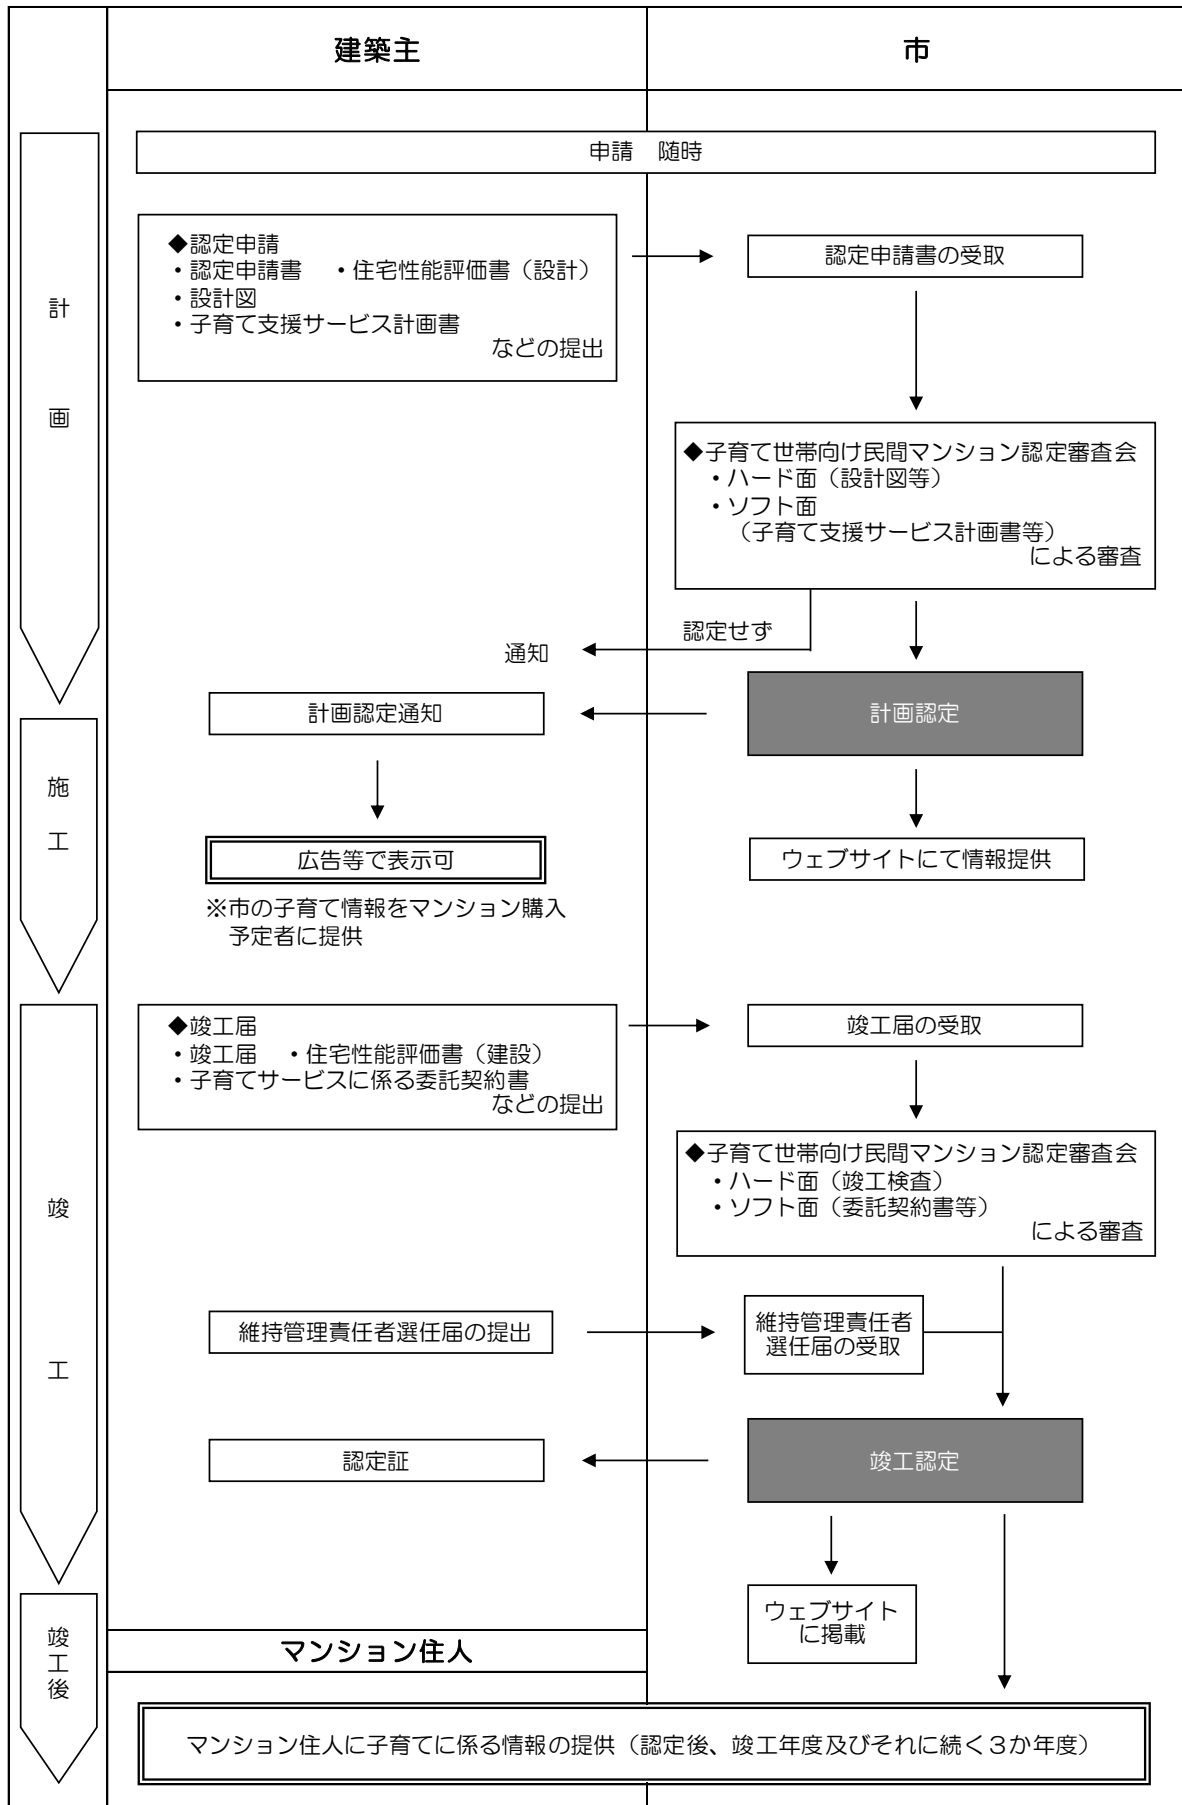 建築主
市
計画
申請　随時
◆認定申請
・認定申請書　・住宅性能評価書（設計）
・設計図
・子育て支援サービス計画書
などの提出
認定申請書の受取
◆子育て世帯向け民間マンション認定審査会
・ハード面（設計図等）
・ソフト面
（子育て支援サービス計画書等）
による審査
認定せず
通知
施工
計画認定通知
計画認定
広告等で表示可
ウェブサイトにて情報提供
※市の子育て情報をマンション購入
予定者に提供
竣工
◆竣工届
・竣工届　・住宅性能評価書（建設）
・子育てサービスに係る委託契約書
などの提出
竣工届の受取
◆子育て世帯向け民間マンション認定審査会
・ハード面（竣工検査）
・ソフト面（委託契約書等）
による審査
維持管理責任者選任届の提出
維持管理責任者
選任届の受取
認定証
竣工認定
竣工後
ウェブサイト
に掲載
マンション住人
マンション住人に子育てに係る情報の提供（認定後、竣工年度及びそれに続く３か年度）